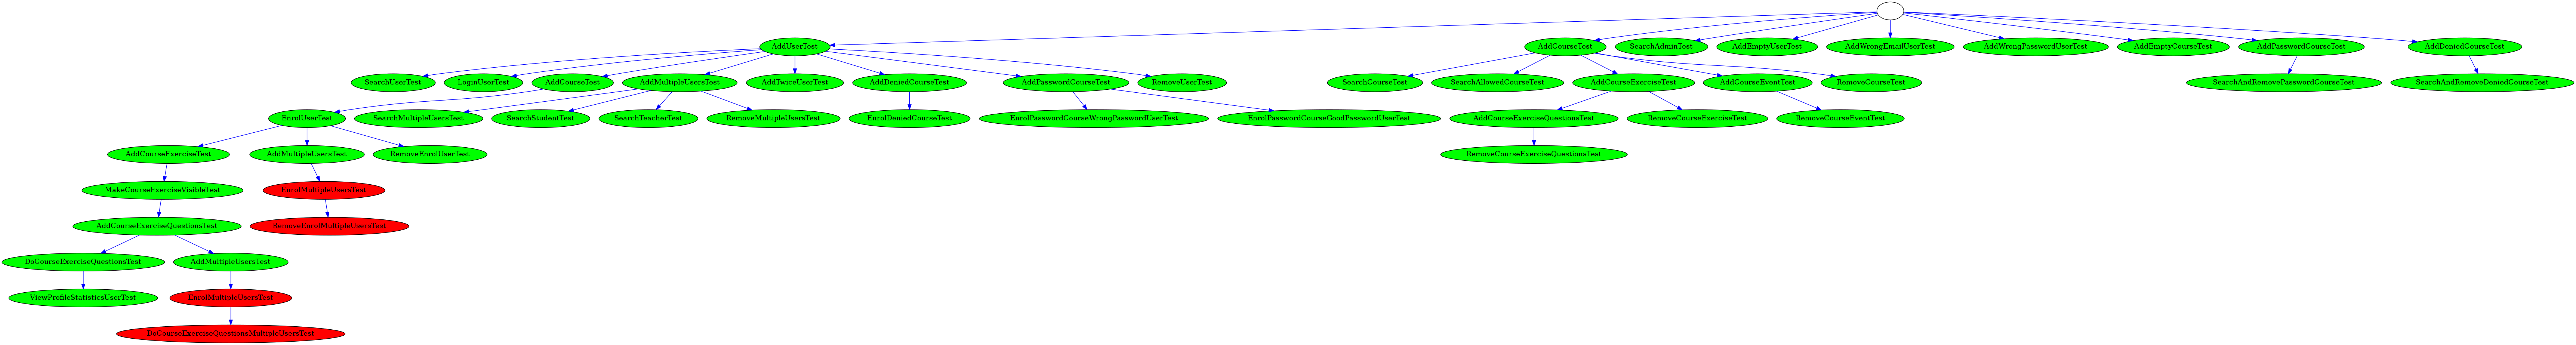 AddUserTest
AddCourseTest
SearchAdminTest
AddEmptyUserTest
AddWrongEmailUserTest
AddWrongPasswordUserTest
AddEmptyCourseTest
AddPasswordCourseTest
AddDeniedCourseTest
SearchUserTest
LoginUserTest
AddCourseTest
AddMultipleUsersTest
AddTwiceUserTest
AddDeniedCourseTest
AddPasswordCourseTest
RemoveUserTest
SearchCourseTest
SearchAllowedCourseTest
AddCourseExerciseTest
AddCourseEventTest
RemoveCourseTest
SearchAndRemovePasswordCourseTest
SearchAndRemoveDeniedCourseTest
EnrolUserTest
SearchMultipleUsersTest
SearchStudentTest
SearchTeacherTest
RemoveMultipleUsersTest
EnrolDeniedCourseTest
EnrolPasswordCourseWrongPasswordUserTest
EnrolPasswordCourseGoodPasswordUserTest
AddCourseExerciseQuestionsTest
RemoveCourseExerciseTest
RemoveCourseEventTest
AddCourseExerciseTest
AddMultipleUsersTest
RemoveEnrolUserTest
RemoveCourseExerciseQuestionsTest
MakeCourseExerciseVisibleTest
EnrolMultipleUsersTest
AddCourseExerciseQuestionsTest
RemoveEnrolMultipleUsersTest
DoCourseExerciseQuestionsTest
AddMultipleUsersTest
ViewProfileStatisticsUserTest
EnrolMultipleUsersTest
DoCourseExerciseQuestionsMultipleUsersTest